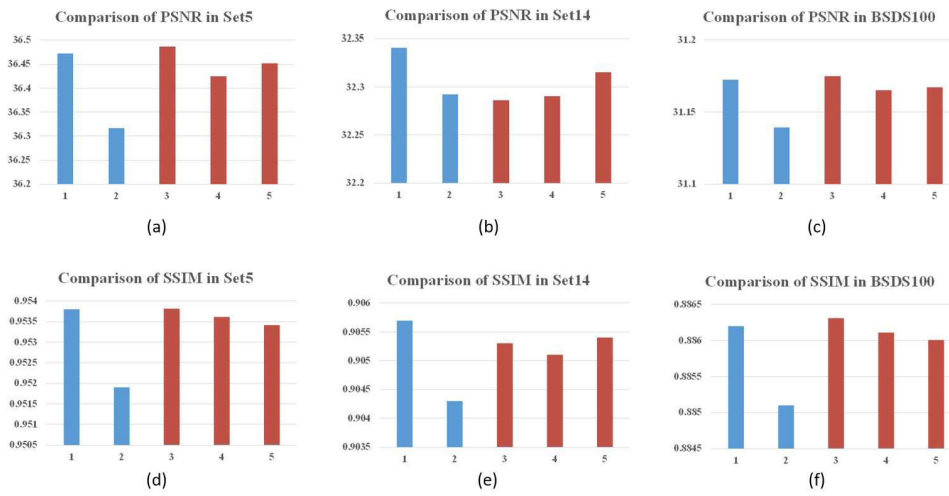 Comparison of PSNR in Set5
36.5
36.45
36.4
36.35
36.3
36.25
36.2
1 2 3 4 5
(a)
Comparison of PSNR in Set14
32.35
32.3
32.25
32.2
1 2 3 4 5
(b)
Comparison of PSNR in BSDS100
31.2
31.15
31.1
1 2 3 4 5
(c)
Comparison of SSIM in Set5
0.954
0.9535
0.953
0.9525
0.952
0.9515
0.951
0.9505
1 2 3 4 5
(d)
Comparison of SSIM in Set14
0.906
0.9055
0.905
0.9045
0.904
0.9035
1 2 3 4 5
(e)
Comparison of SSIM in BSDS100
0.8865
0.886
0.8855
0.885
0.8845
1 2 3 4 5
(f)